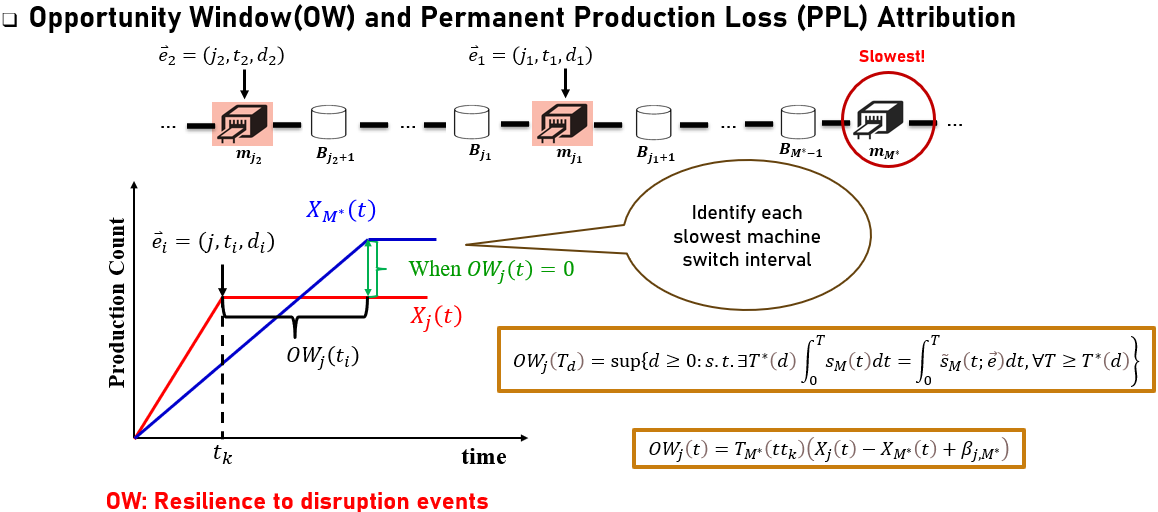 ❑ Opportunity Window(OW) and Permanent Production Loss (PPL) Attribution
$\vec{e}_2 = (j_2, t_2, d_2)$
$\vec{e}_1 = (j_1, t_1, d_1)$
Slowest!
... $m_{j_2}$ $B_{j_2+1}$ ... $B_{j_1}$ $m_{j_1}$ $B_{j_1+1}$ ... $B_{M^*-1}$ $m_{M^*}$ ...
Production Count
$X_{M^*}(t)$
$\vec{e}_i = (j, t_i, d_i)$
When $OW_j(t) = 0$
$X_j(t)$
$OW_j(t_i)$
$t_k$
time
Identify each
slowest machine
switch interval
$OW_j(T_d) = \sup\{d \geq 0: s.t. \exists T^*(d) \int_0^T s_M(t)dt = \int_0^T \tilde{s}_M(t; \vec{e})dt, \forall T \geq T^*(d)\}$
$OW_j(t) = T_{M^*}(tt_k)(X_j(t) - X_{M^*}(t) + \beta_{j,M^*})$
OW: Resilience to disruption events